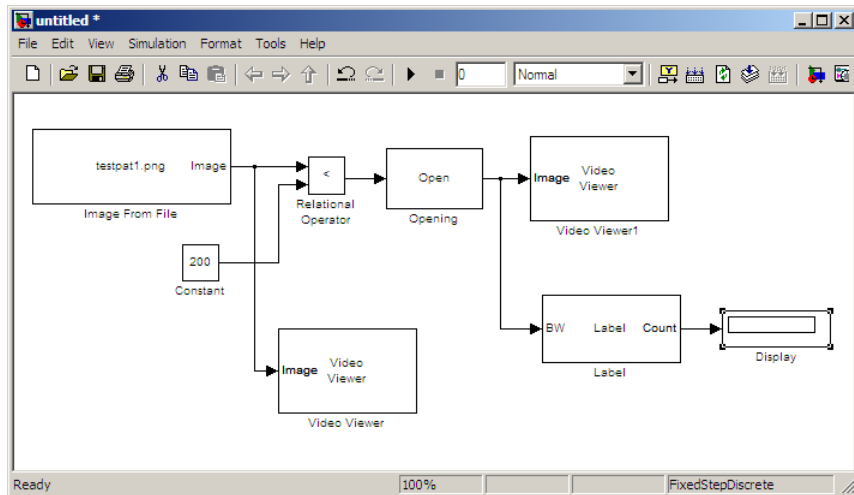 untitled *
File Edit View Simulation Format Tools Help
0 Normal
testpat1.png Image
Image From File
<
Relational
Operator
Open
Opening
Image Video
Viewer
Video Viewer1
200
Constant
BW Label Count
Label
Display
Image Video
Viewer
Video Viewer
Ready 100% FixedStepDiscrete